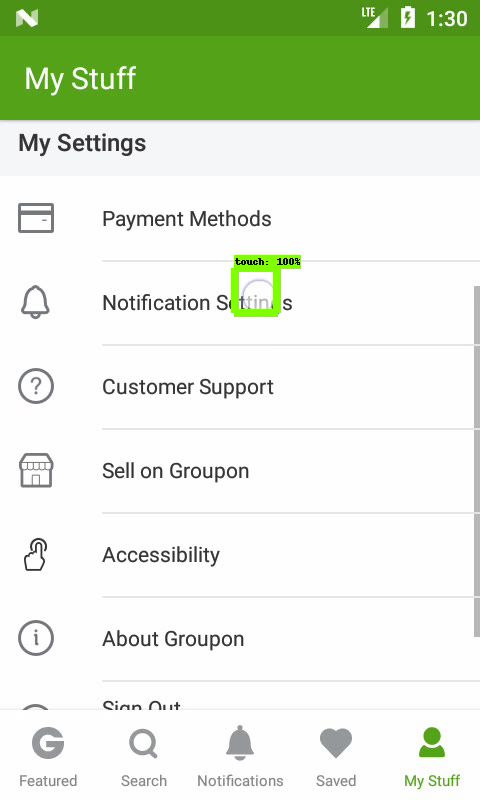 LTE 1:30
My Stuff
My Settings
Payment Methods
touch: 100%
Notification Settings
Customer Support
Sell on Groupon
Accessibility
About Groupon
Sign Out
Featured Search Notifications Saved My Stuff